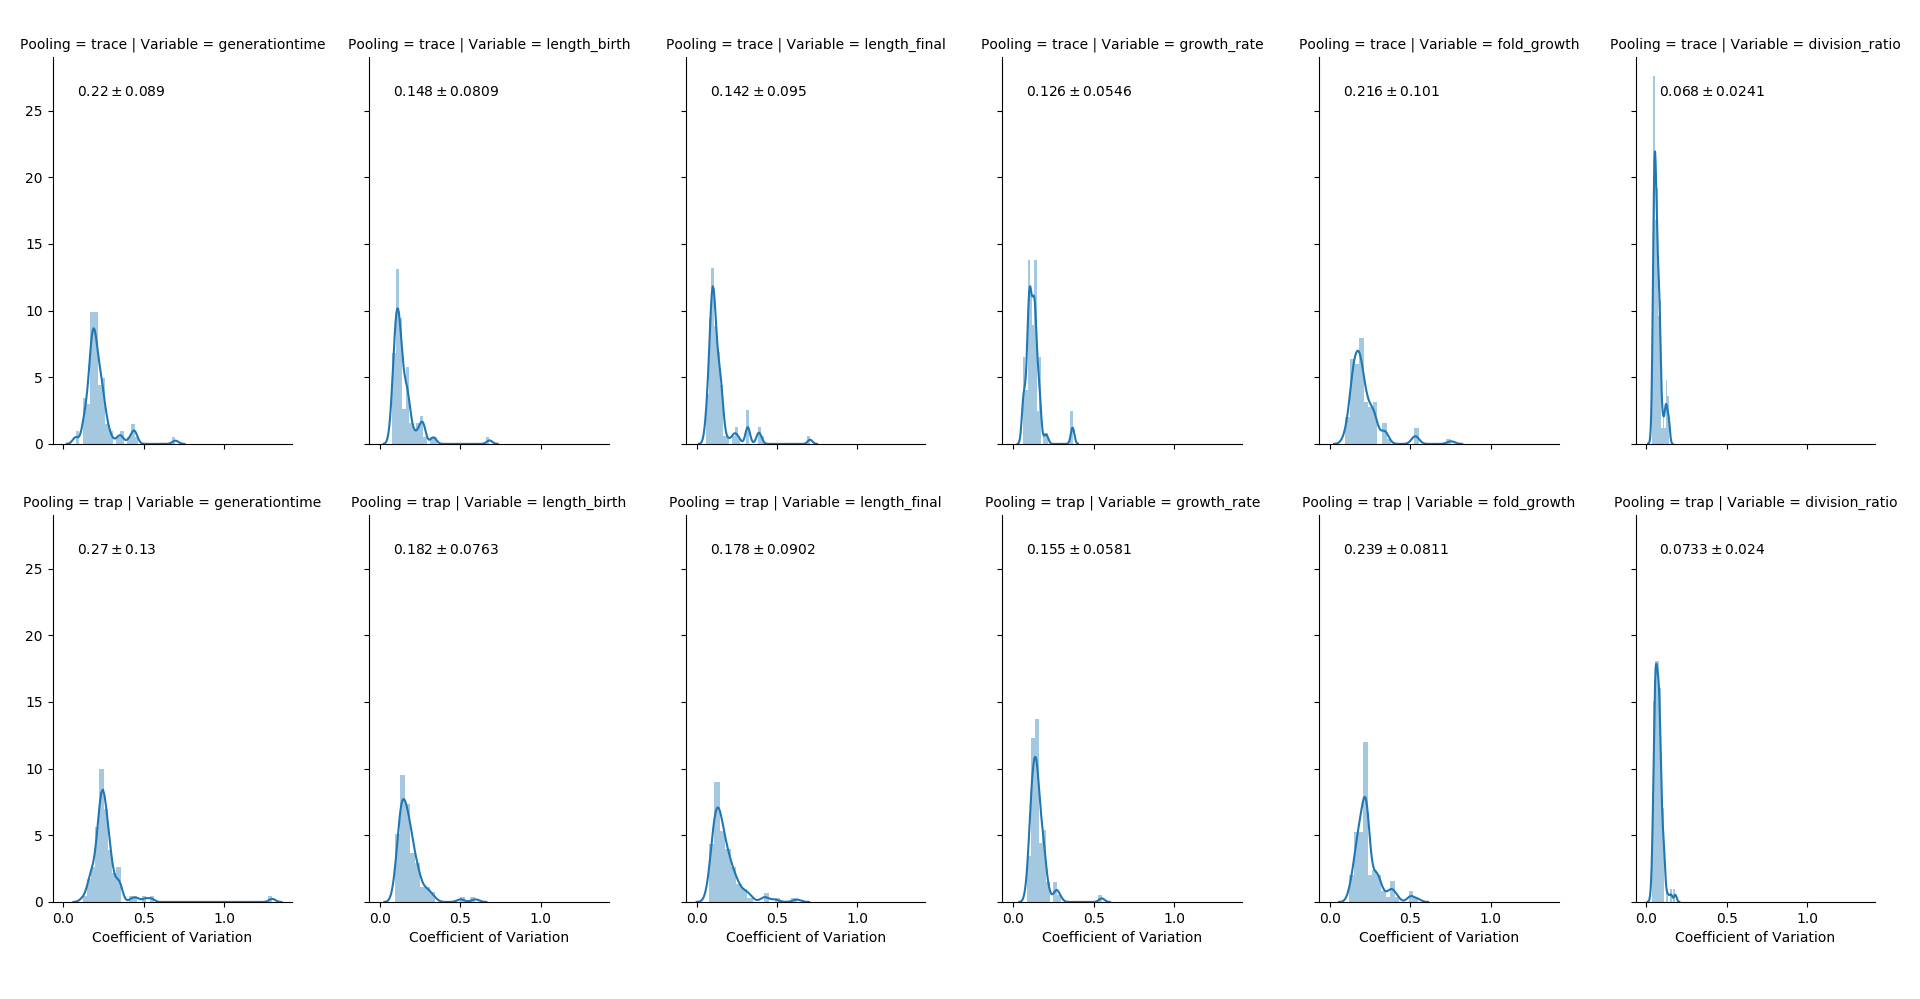 Pooling = trace | Variable = generationtime
Pooling = trace | Variable = length_birth
Pooling = trace | Variable = length_final
Pooling = trace | Variable = growth_rate
Pooling = trace | Variable = fold_growth
Pooling = trace | Variable = division_ratio
0.22 ± 0.089
0.148 ± 0.0809
0.142 ± 0.095
0.126 ± 0.0546
0.216 ± 0.101
0.068 ± 0.0241
25
20
15
10
5
0
Pooling = trap | Variable = generationtime
Pooling = trap | Variable = length_birth
Pooling = trap | Variable = length_final
Pooling = trap | Variable = growth_rate
Pooling = trap | Variable = fold_growth
Pooling = trap | Variable = division_ratio
0.27 ± 0.13
0.182 ± 0.0763
0.178 ± 0.0902
0.155 ± 0.0581
0.239 ± 0.0811
0.0733 ± 0.024
25
20
15
10
5
0
0.0 0.5 1.0
0.0 0.5 1.0
0.0 0.5 1.0
0.0 0.5 1.0
0.0 0.5 1.0
0.0 0.5 1.0
Coefficient of Variation
Coefficient of Variation
Coefficient of Variation
Coefficient of Variation
Coefficient of Variation
Coefficient of Variation